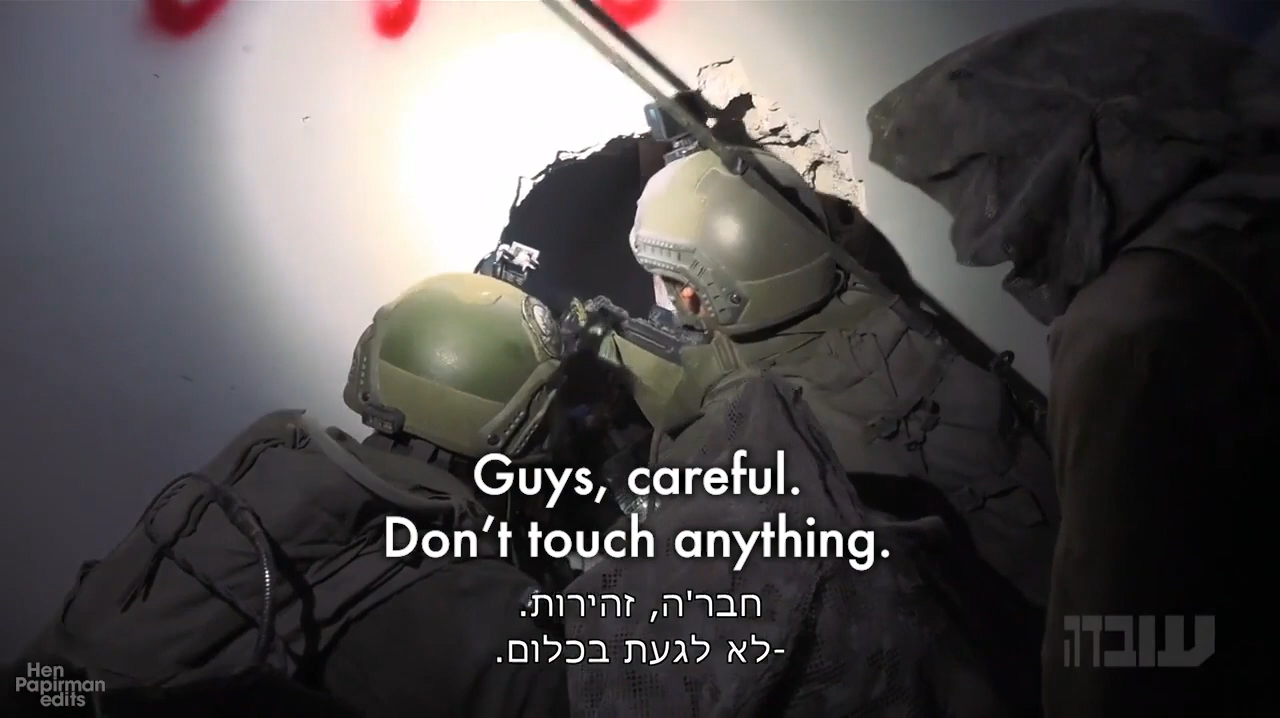 Guys, careful.
Don't touch anything.
חבר'ה, זהירות.
-לא לגעת בכלום.
עובדה
Hen
Papirman
edits